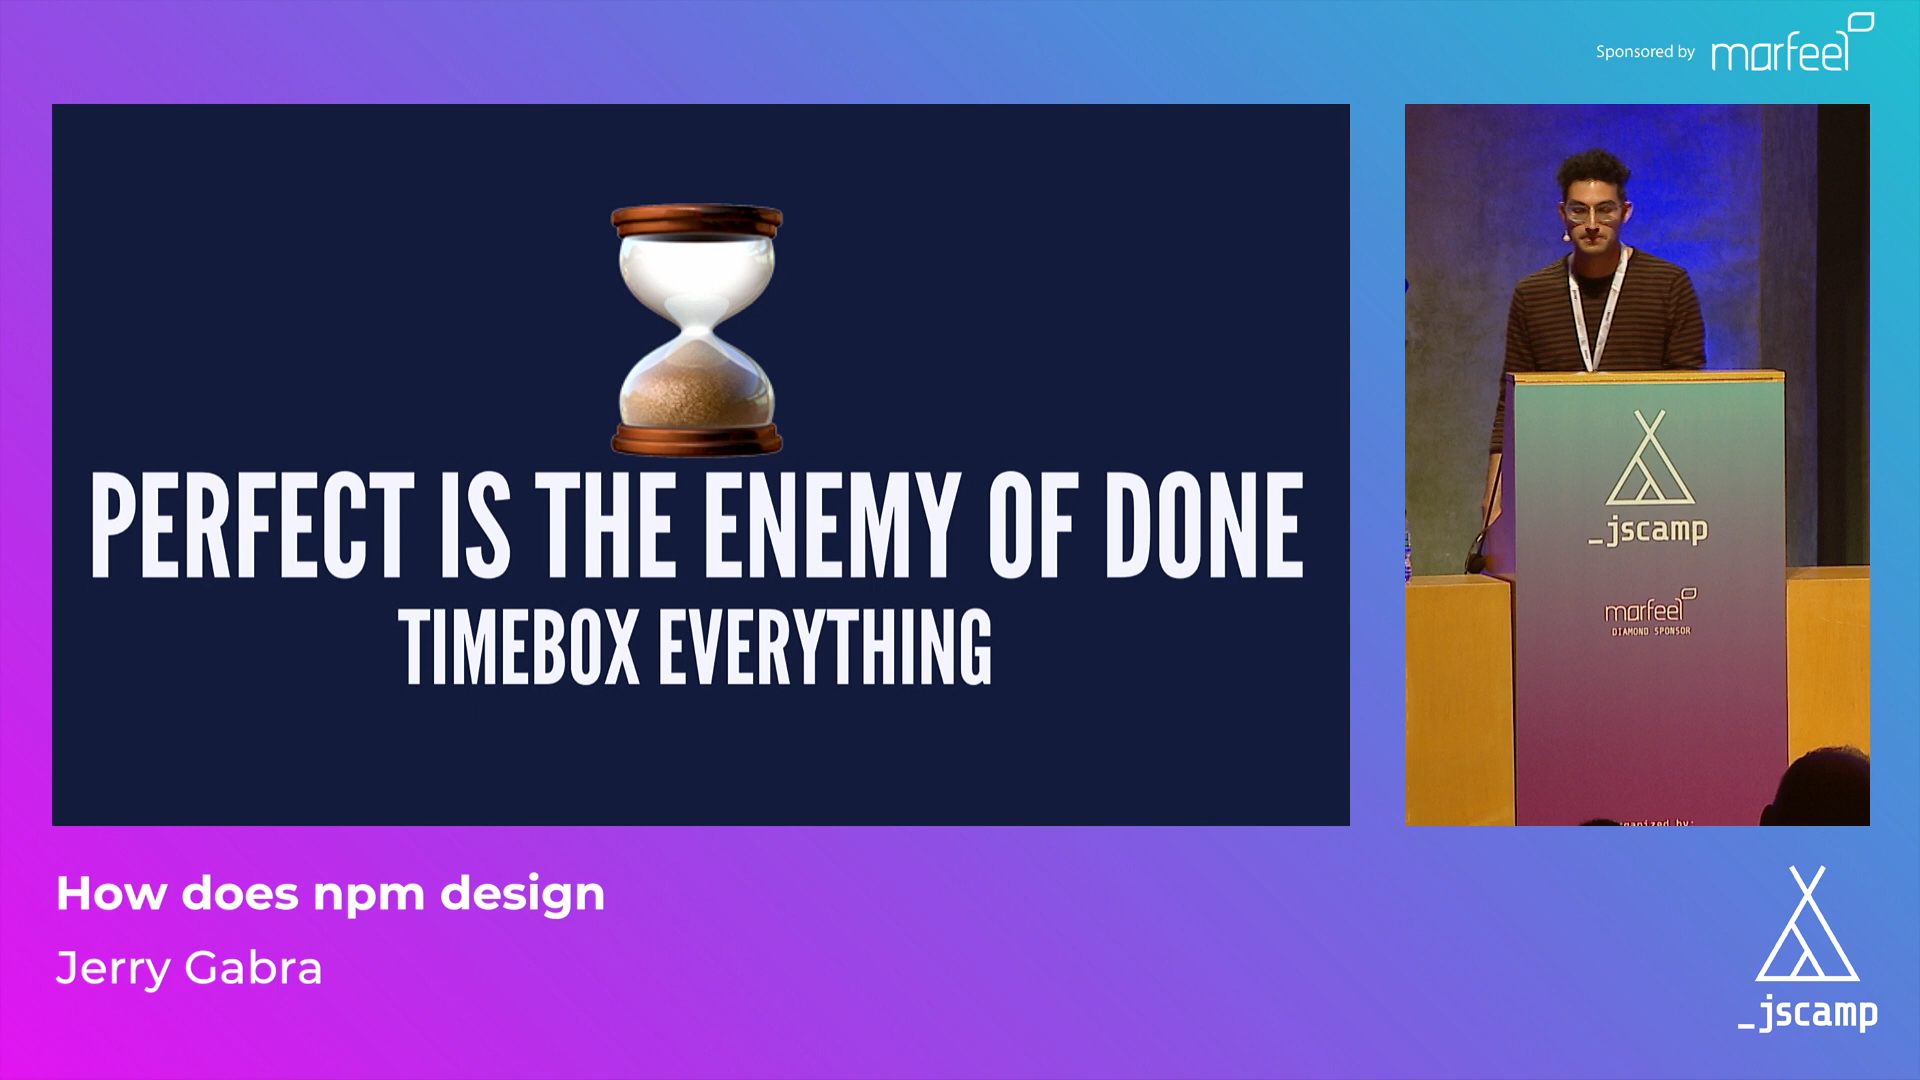 Sponsored by marfeel
PERFECT IS THE ENEMY OF DONE
TIMEBOX EVERYTHING
_jscamp
marfeel
DIAMOND SPONSOR
How does npm design
Jerry Gabra
_jscamp